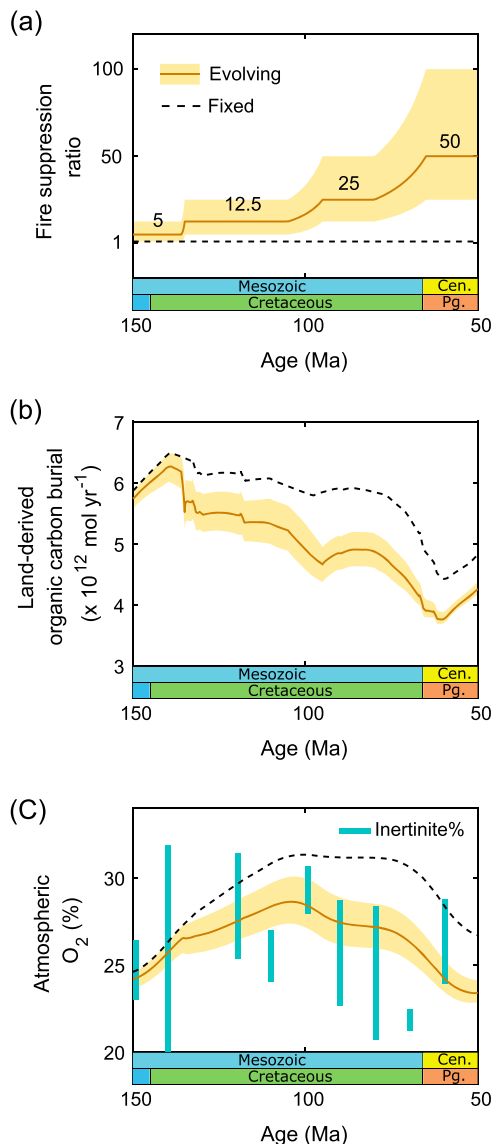 (a)
Fire suppression
ratio
100
50
1
Evolving
Fixed
5
12.5
25
50
Mesozoic
Cen.
Cretaceous
Pg.
150
100
50
Age (Ma)
(b)
Land-derived
organic carbon burial
(x 10¹² mol yr⁻¹)
7
6
5
4
3
Mesozoic
Cen.
Cretaceous
Pg.
150
100
50
Age (Ma)
(C)
Atmospheric
O₂ (%)
30
25
20
Inertinite%
Mesozoic
Cen.
Cretaceous
Pg.
150
100
50
Age (Ma)